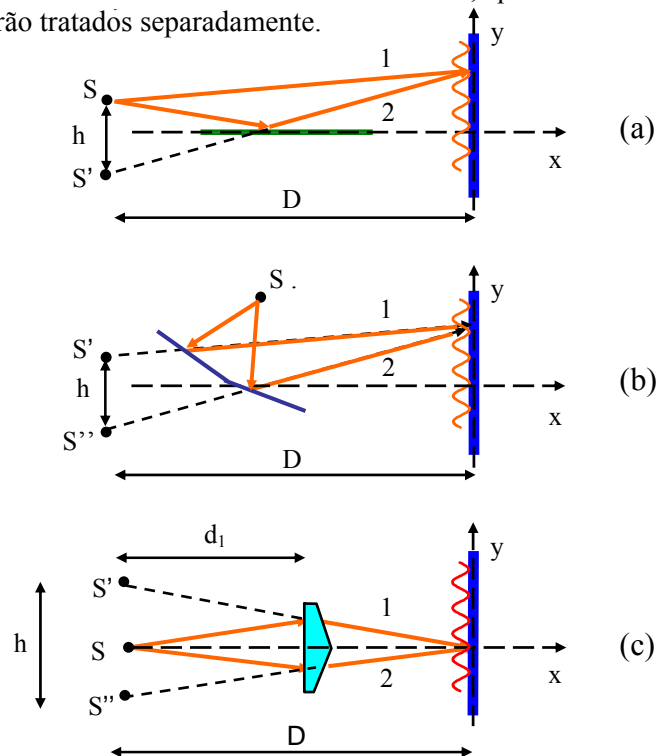 rão tratados separadamente.
y
1
S
2
h
(a)
S’
x
D
S .
y
1
S’
2
h
(b)
x
S’’
D
d₁
y
S'
1
h
S
(c)
x
2
S"
D